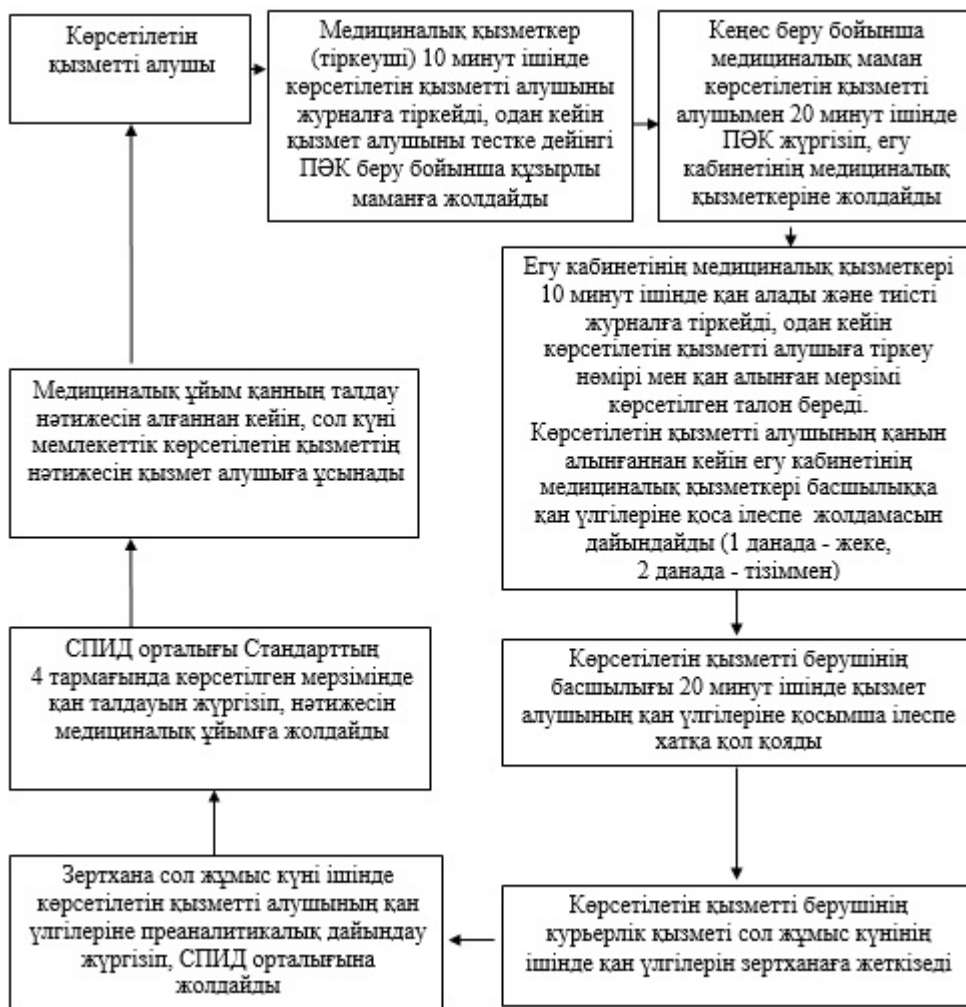 Көрсетілетін
қызметті алушы
Медициналық қызметкер
(тіркеуші) 10 минут ішінде
көрсетілетін қызметті алушыны
журналға тіркейді, одан кейін
қызмет алушыны тестке дейінгі
ПӘК беру бойынша құзырлы
маманға жолдайды
Кеңес беру бойынша
медициналық маман
көрсетілетін қызметті
алушымен 20 минут ішінде
ПӘК жүргізіп, егу
кабинетінің медициналық
қызметкеріне жолдайды
Егу кабинетінің медициналық қызметкері
10 минут ішінде қан алады және тиісті
журналға тіркейді, одан кейін
көрсетілетін қызметті алушыға тіркеу
нөмірі мен қан алынған мерзімі
көрсетілген талон береді.
Көрсетілетін қызметті алушының қанын
алынғаннан кейін егу кабинетінің
медициналық қызметкері басшылыққа
қан үлгілеріне қоса ілеспе жолдамасын
дайындайды (1 данада - жеке,
2 данада - тізіммен)
Көрсетілетін қызметті берушінің
басшылығы 20 минут ішінде қызмет
алушының қан үлгілеріне қосымша ілеспе
хатқа қол қояды
Көрсетілетін қызметті берушінің
курьерлік қызметі сол жұмыс күнінің
ішінде қан үлгілерін зертханаға жеткізеді
Зертхана сол жұмыс күні ішінде
көрсетілетін қызметті алушының қан
үлгілеріне преаналитикалық дайындау
жүргізіп, СПИД орталығына
жолдайды
СПИД орталығы Стандарттың
4 тармағында көрсетілген мерзімінде
қан талдауын жүргізіп, нәтижесін
медициналық ұйымға жолдайды
Медициналық ұйым қанның талдау
нәтижесін алғаннан кейін, сол күні
мемлекеттік көрсетілетін қызметтің
нәтижесін қызмет алушыға ұсынады